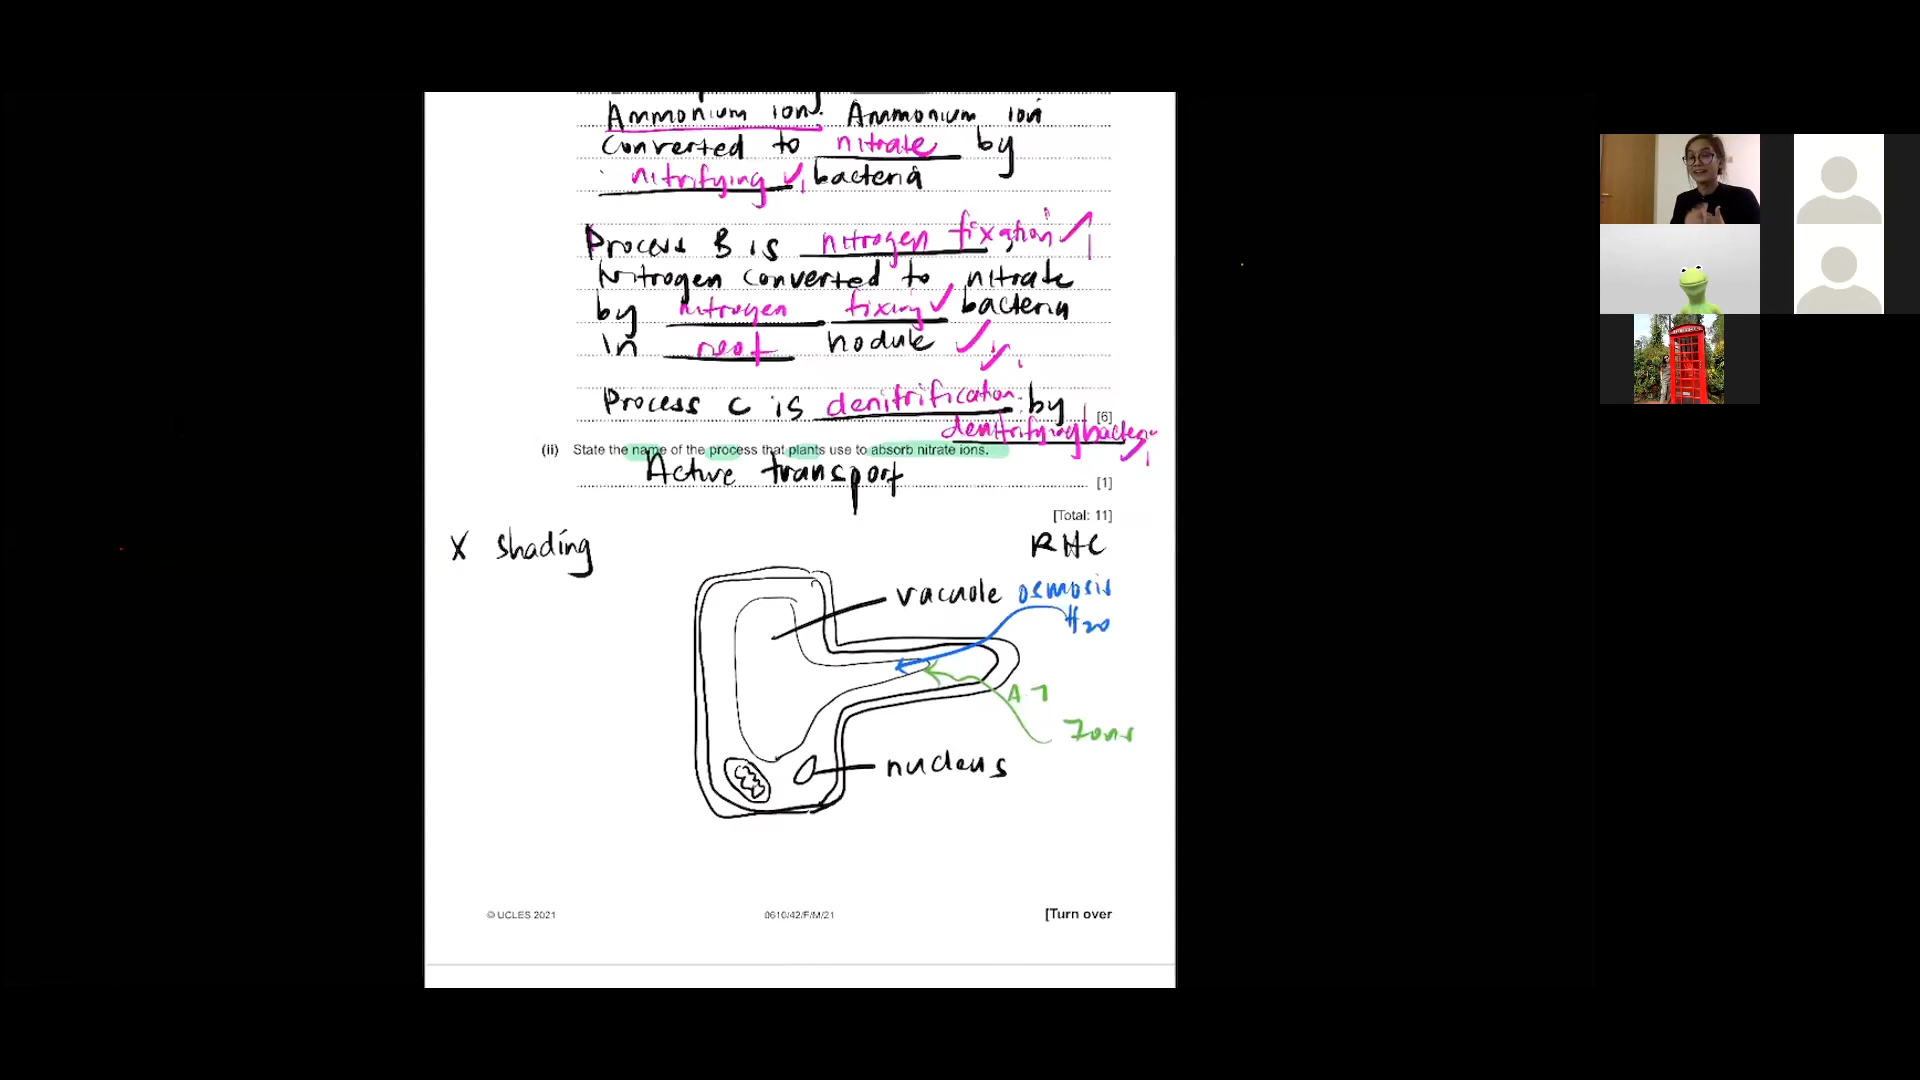 Ammonium ion. Ammonium ion
converted to nitrate by
nitrifying bacteria
Process B is nitrogen fixation
Nitrogen converted to nitrate
by nitrogen fixing bacteria
in root nodule
Process C is denitrification by
[6]
denitrifying bacteria
(ii) State the name of the process that plants use to absorb nitrate ions.
Active transport
[1]
[Total: 11]
X shading
RHC
vacuole
osmosis
H20
A.T
Ions
nucleus
© UCLES 2021
0610/42/F/M/21
[Turn over